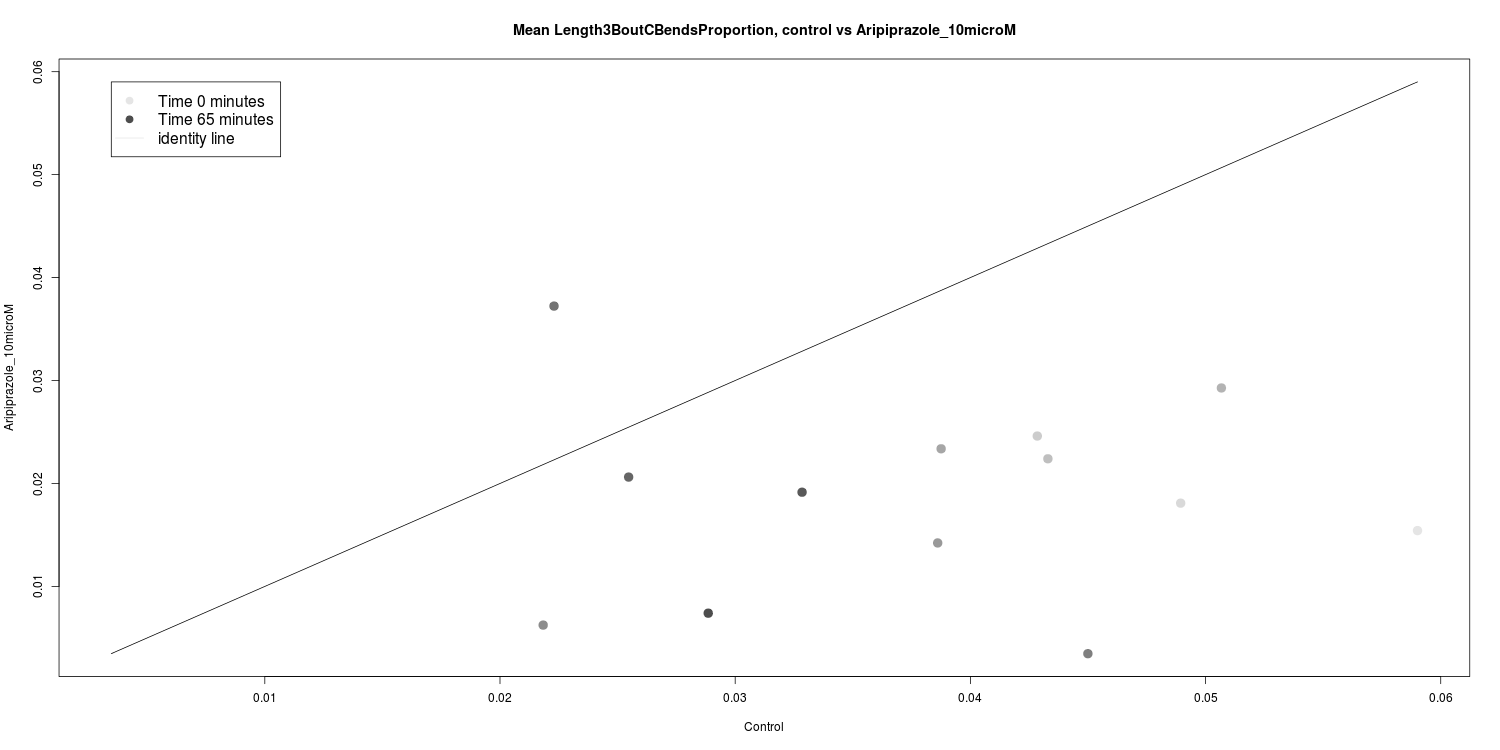 Mean Length3BoutCBendsProportion, control vs Aripiprazole_10microM
Time 0 minutes
Time 65 minutes
identity line
Aripiprazole_10microM
0.06
0.05
0.04
0.03
0.02
0.01
0.01 0.02 0.03 0.04 0.05 0.06
Control